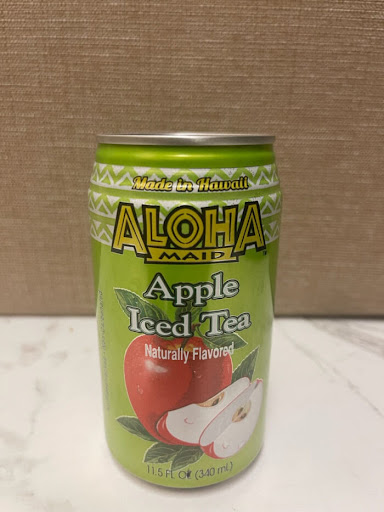 Made in Hawaii
ALOHA
MAID
Apple
Iced Tea
Naturally Flavored
11.5 FL OZ (340 mL)